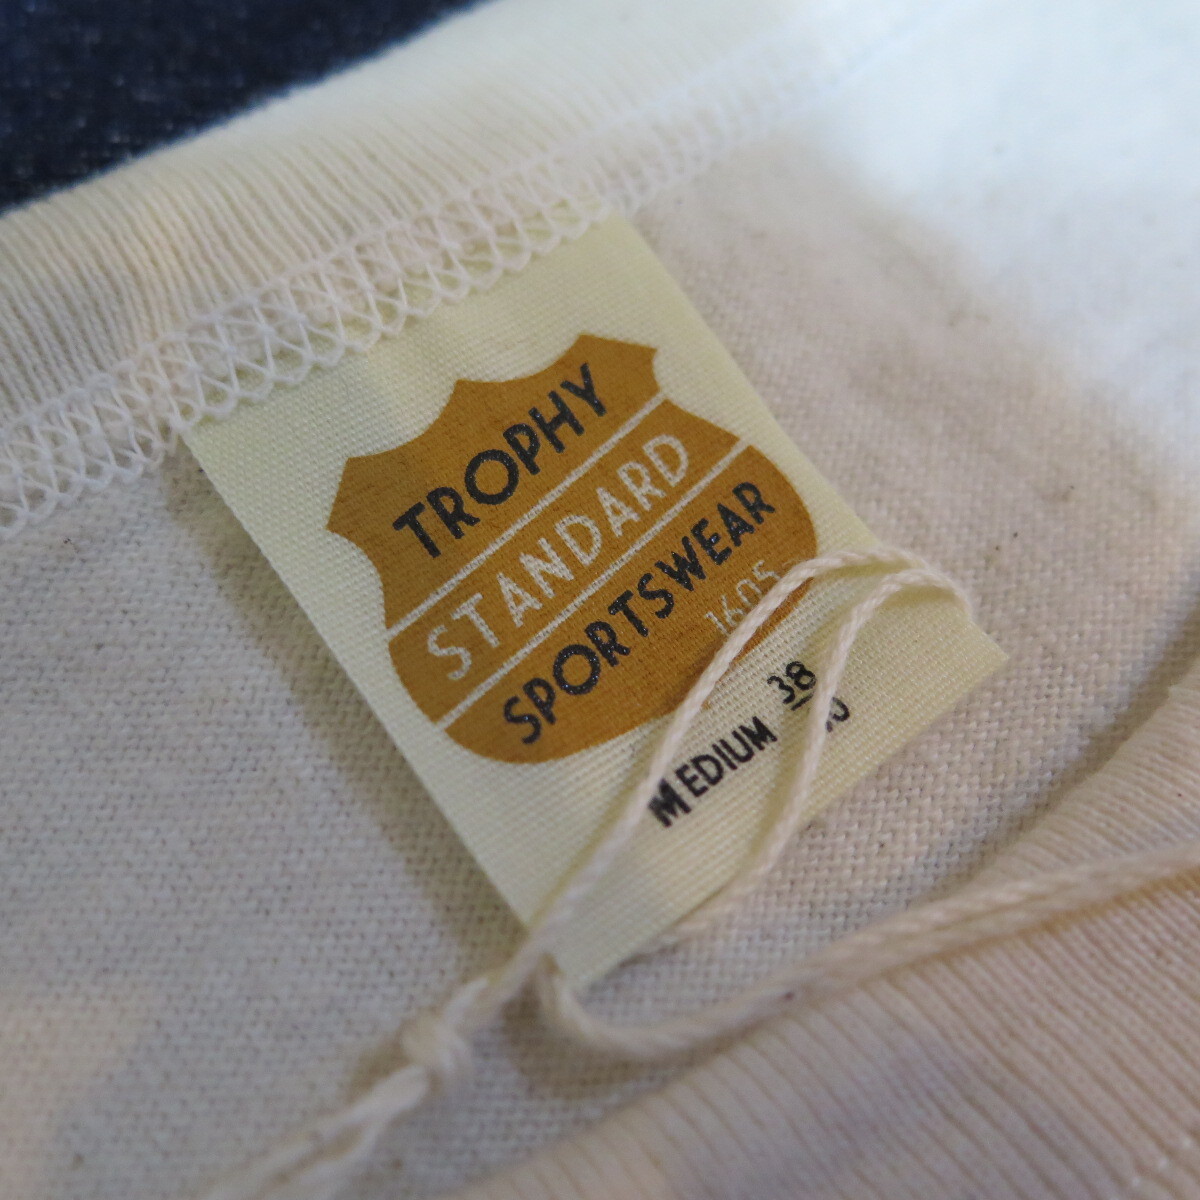 TROPHY
STANDARD
SPORTSWEAR
1605
MEDIUM 38